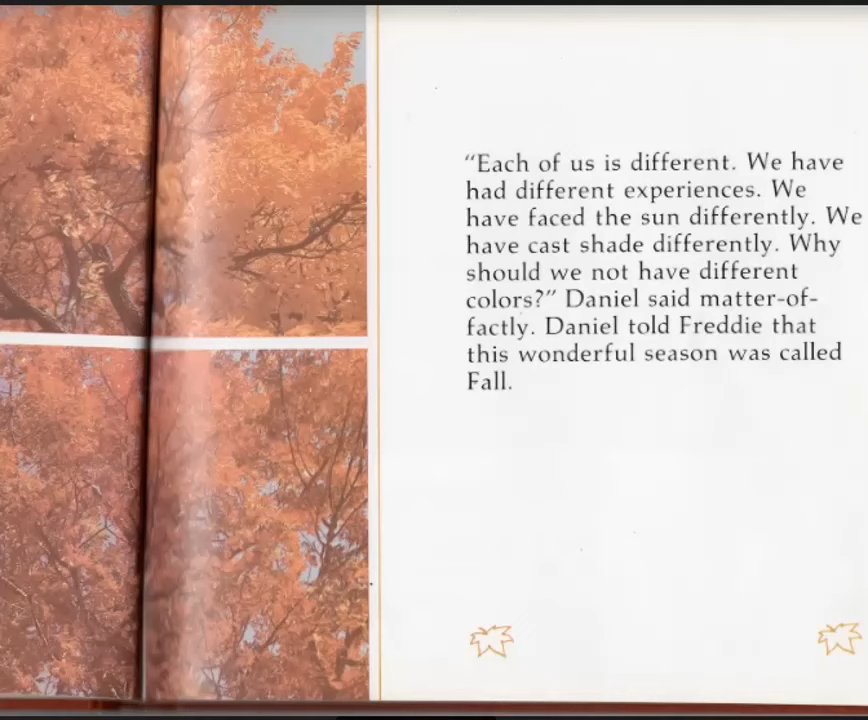 “Each of us is different. We have
had different experiences. We
have faced the sun differently. We
have cast shade differently. Why
should we not have different
colors?” Daniel said matter-of-
factly. Daniel told Freddie that
this wonderful season was called
Fall.